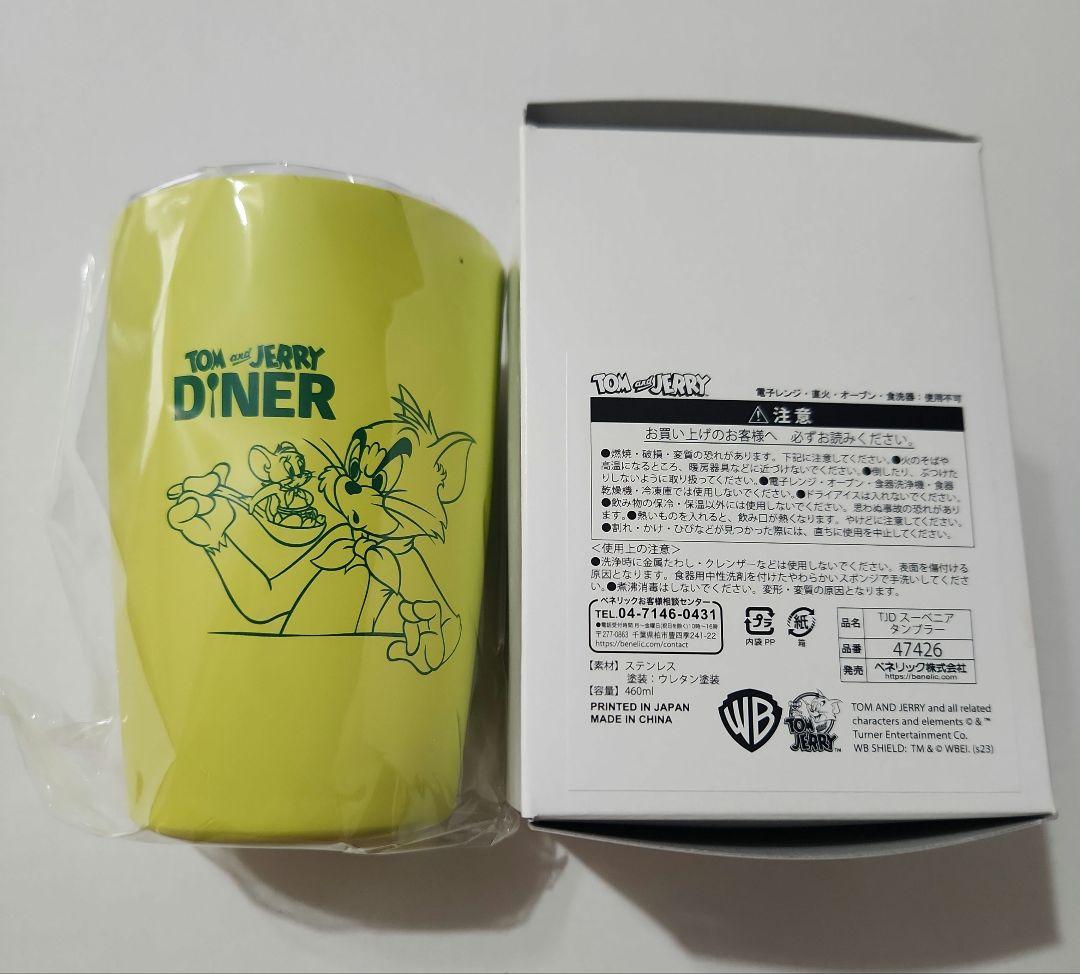 TOM and JERRY
DINER
TOM and JERRY
電子レンジ・直火・オーブン・食洗器：使用不可
⚠注意
お買い上げのお客様へ 必ずお読みください。
●燃焼・破損・変質の恐れがあります。下記に注意してください。●火のそばや
高温になるところ、暖房器具などに近づけないでください。●倒したり、ぶつけた
りしないように取り扱ってください。●電子レンジ・オーブン・食器洗浄機・食器
乾燥機・冷凍庫では使用しないでください。●ドライアイスは入れないでください。
●飲み物の保冷・保温以外には使用しないでください。思わぬ事故の恐れがあり
ます。●熱いものを入れると、飲み口が熱くなります。やけどに注意してください。
●割れ・かけ・ひびなどが見つかった際には、直ちに使用を中止してください。
＜使用上の注意＞
●洗浄時に金属たわし・クレンザーなどは使用しないでください。表面を傷付ける
原因となります。食器用中性洗剤を付けたやわらかいスポンジで手洗いしてくださ
い。●煮沸消毒はしないでください。変形・変質の原因となります。
ベネリックお客様相談センター
TEL.04-7146-0431
●電話受付時間 月～金曜日(祝日を除く)10時～16時
〒277-0863 千葉県柏市豊四季241-22
https://benelic.com/contact
プラ
内袋 PP
紙
箱
品名 TJD スーベニア
タンブラー
品番 47426
発売 ベネリック株式会社
https://benelic.com
【素材】ステンレス
塗装：ウレタン塗装
【容量】460ml
PRINTED IN JAPAN
MADE IN CHINA
WB
TOM and JERRY™
TOM AND JERRY and all related
characters and elements © & ™
Turner Entertainment Co.
WB SHIELD: TM & © WBEI. (s23)